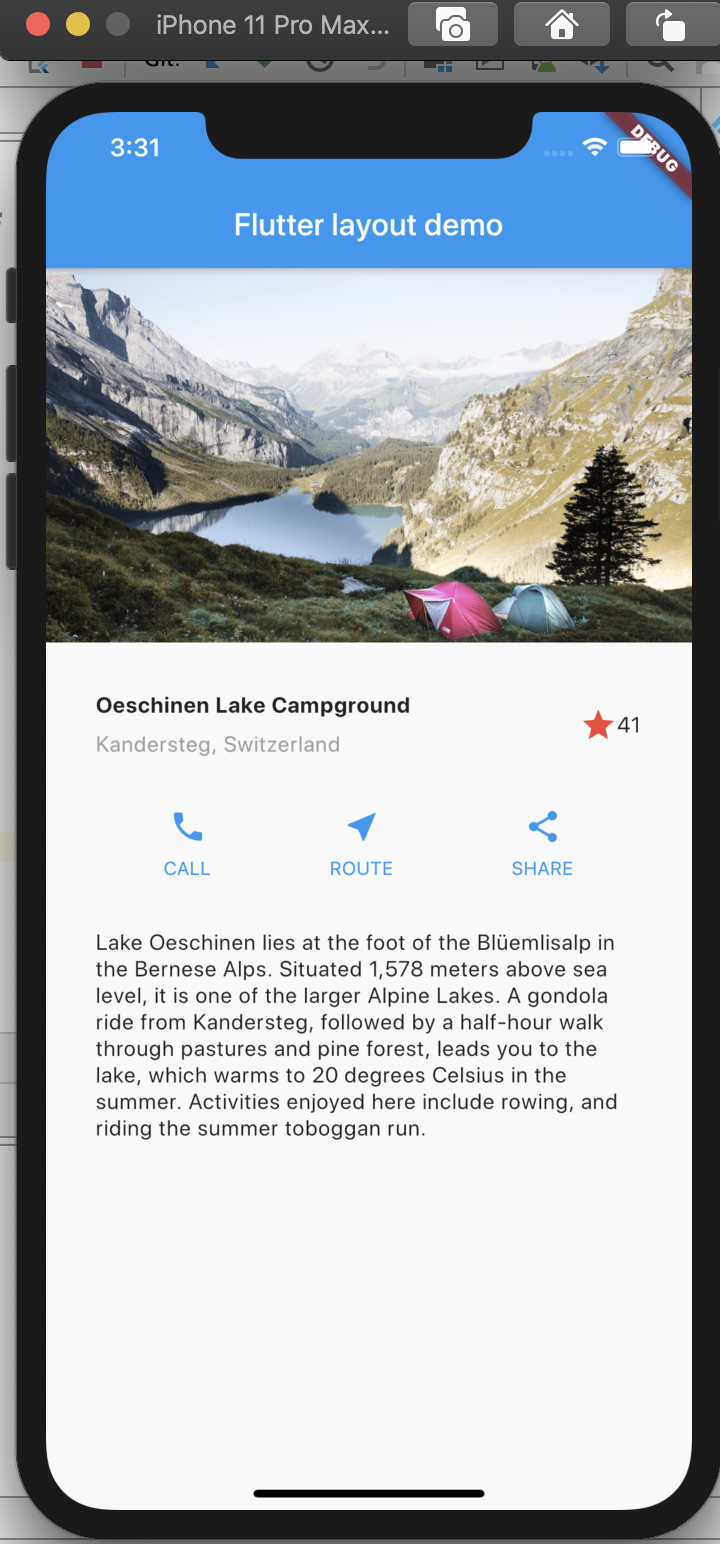 iPhone 11 Pro Max...
Git:
3:31
DEBUG
Flutter layout demo
Oeschinen Lake Campground
41
Kandersteg, Switzerland
CALL ROUTE SHARE
Lake Oeschinen lies at the foot of the Blüemlisalp in
the Bernese Alps. Situated 1,578 meters above sea
level, it is one of the larger Alpine Lakes. A gondola
ride from Kandersteg, followed by a half-hour walk
through pastures and pine forest, leads you to the
lake, which warms to 20 degrees Celsius in the
summer. Activities enjoyed here include rowing, and
riding the summer toboggan run.